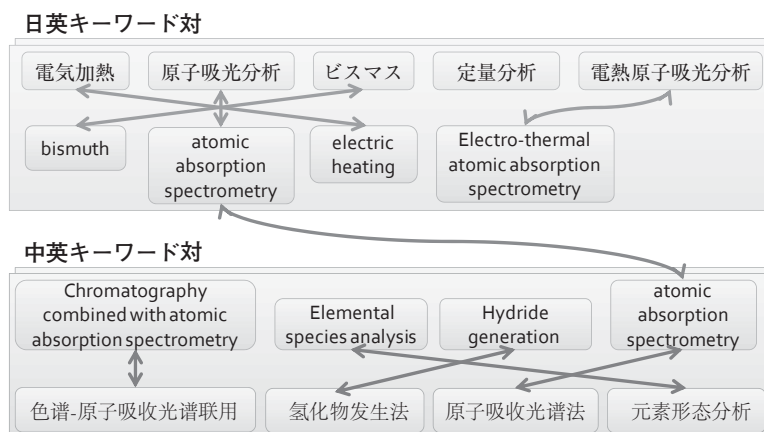 日英キーワード対
電気加熱
原子吸光分析
ビスマス
定量分析
電熱原子吸光分析
bismuth
atomic
absorption
spectrometry
electric
heating
Electro-thermal
atomic absorption
spectrometry
中英キーワード対
Chromatography
combined with atomic
absorption spectrometry
Elemental
species analysis
Hydride
generation
atomic
absorption
spectrometry
色谱-原子吸收光谱联用
氢化物发生法
原子吸收光谱法
元素形态分析